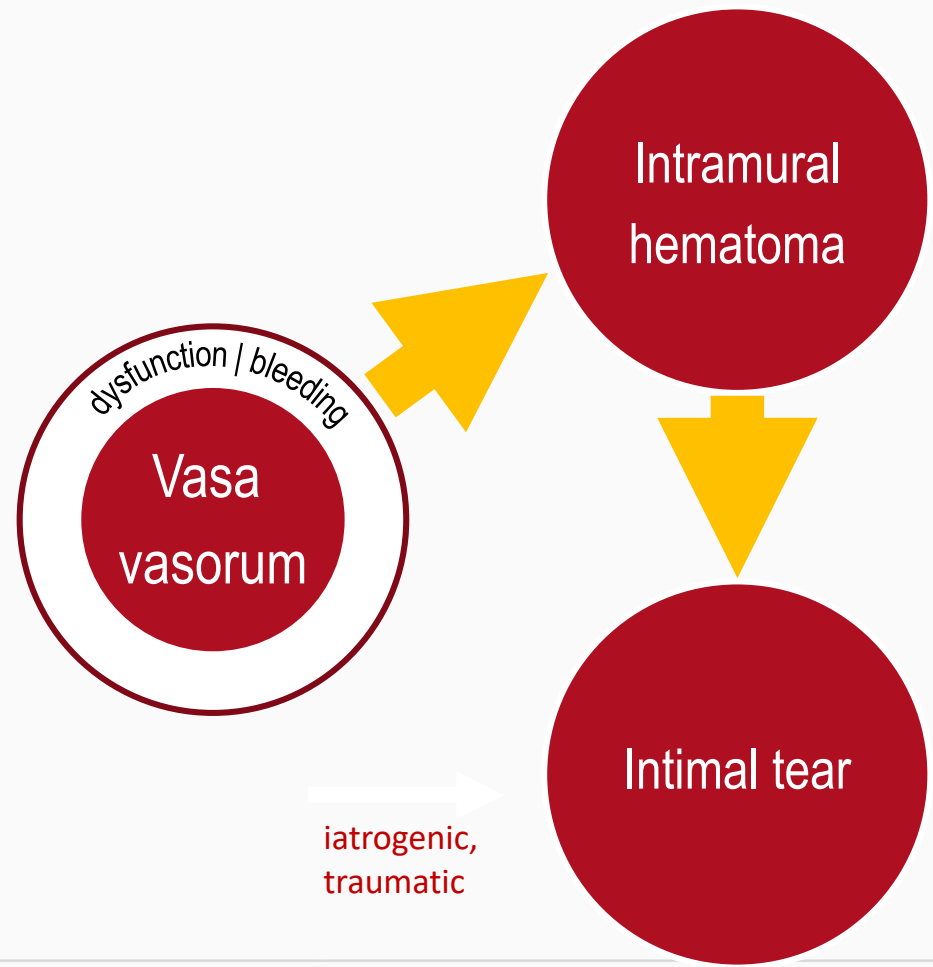 Intramural
hematoma
dysfunction | bleeding
Vasa
vasorum
Intimal tear
iatrogenic,
traumatic